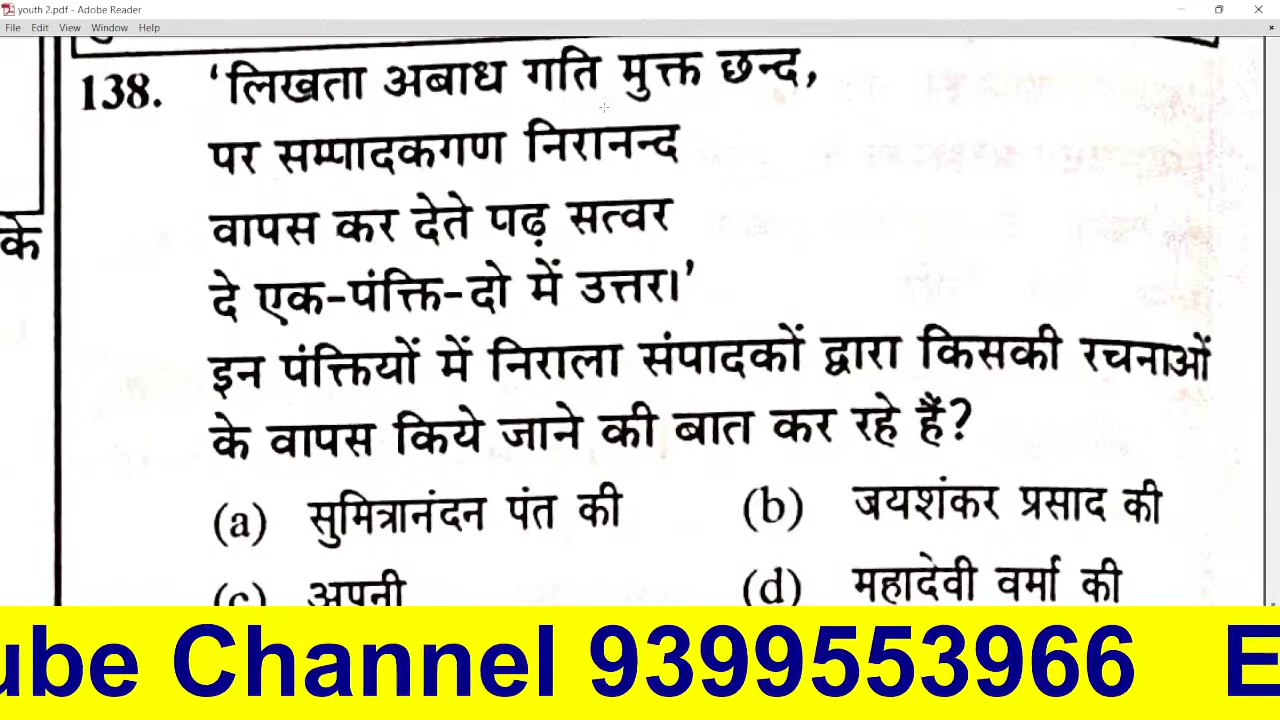 youth 2.pdf - Adobe Reader
File Edit View Window Help
138. 'लिखता अबाध गति मुक्त छन्द,
पर सम्पादकगण निरानन्द
वापस कर देते पढ़ सत्वर
के
दे एक-पंक्ति-दो में उत्तर।'
इन पंक्तियों में निराला संपादकों द्वारा किसकी रचनाओं
के वापस किये जाने की बात कर रहे हैं?
(a) सुमित्रानंदन पंत की (b) जयशंकर प्रसाद की
(c) अपनी (d) महादेवी वर्मा की
ube Channel 9399553966 E